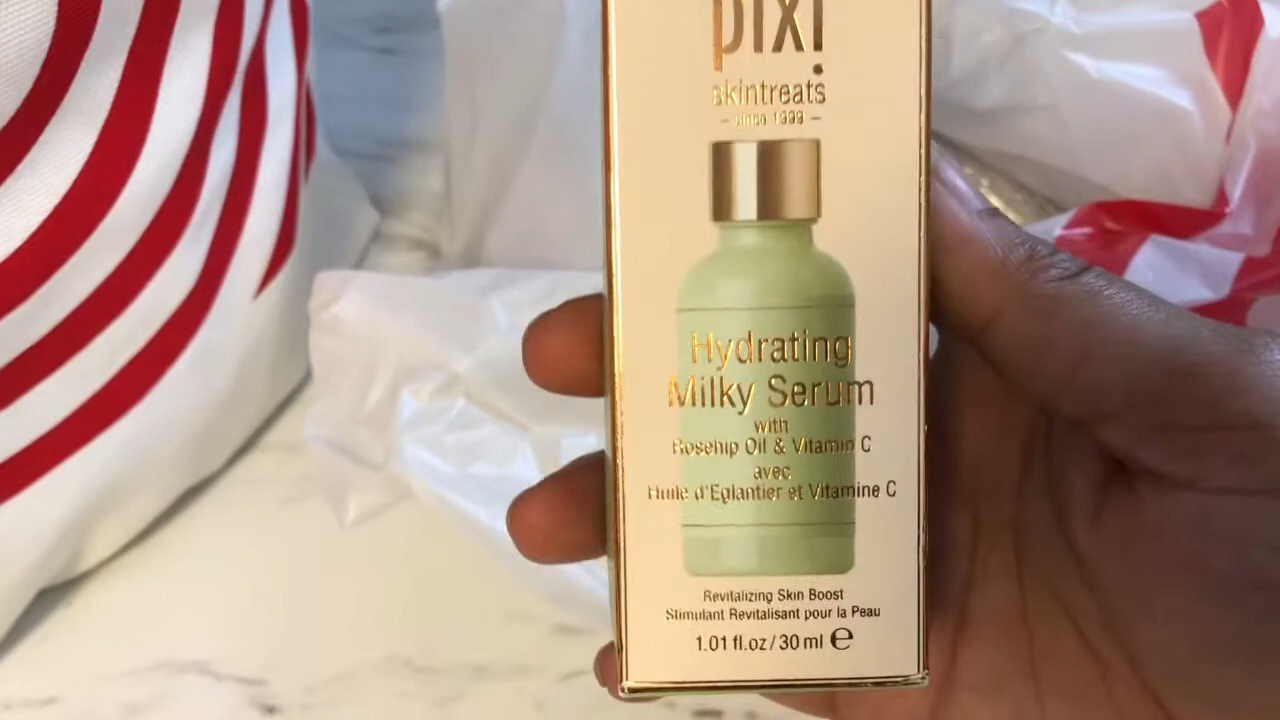 pixi
skintreats
– since 1999 –
Hydrating
Milky Serum
with
Rosehip Oil & Vitamin C
avec
Huile d'Eglantier et Vitamine C
Revitalizing Skin Boost
Stimulant Revitalisant pour la Peau
1.01 fl.oz / 30 ml ℮